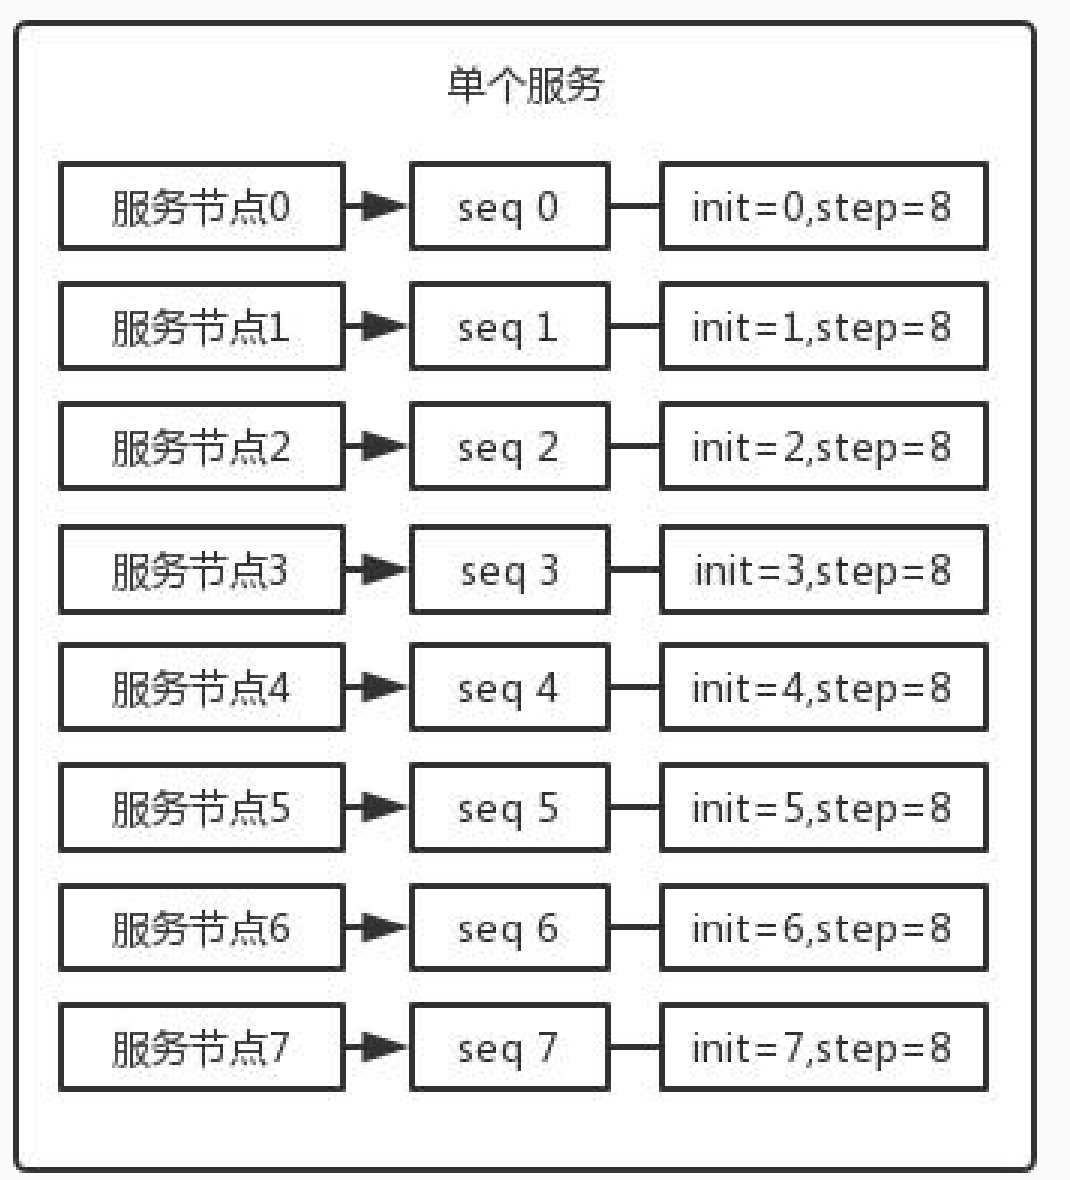 单个服务
服务节点0 seq 0 init=0,step=8
服务节点1 seq 1 init=1,step=8
服务节点2 seq 2 init=2,step=8
服务节点3 seq 3 init=3,step=8
服务节点4 seq 4 init=4,step=8
服务节点5 seq 5 init=5,step=8
服务节点6 seq 6 init=6,step=8
服务节点7 seq 7 init=7,step=8